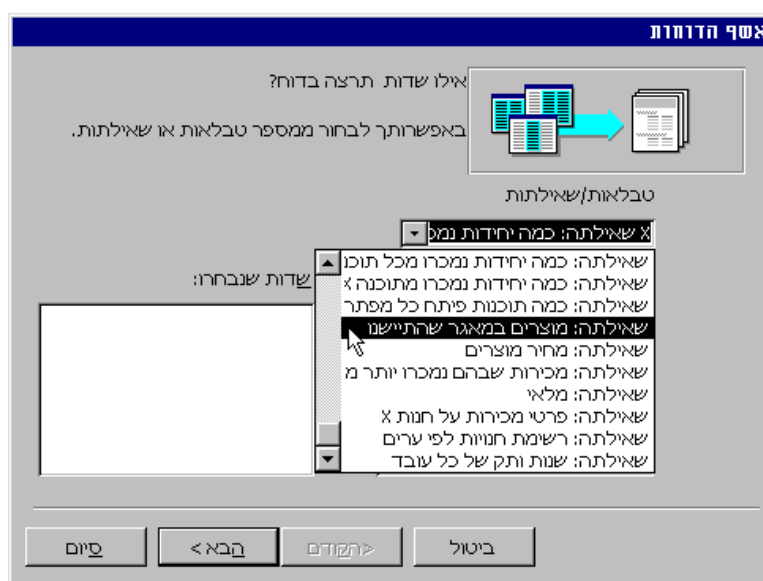 אשף הדוחות
אילו שדות תרצה בדוח?
באפשרותך לבחור ממספר טבלאות או שאילתות.
טבלאות/שאילתות
X שאילתה: כמה יחידות נמכ
שאילתה: כמה יחידות נמכרו מכל תוכנ
שאילתה: כמה יחידות נמכרו מתוכנה X
שאילתה: כמה תוכנות פיתח כל מפתח
שאילתה: מוצרים במאגר שהתיישנו
שאילתה: מחיר מוצרים
שאילתה: מכירות שבהם נמכרו יותר מ
שאילתה: מלאי
שאילתה: פרטי מכירות על חנות X
שאילתה: רשימת חנויות לפי ערים
שאילתה: שנות ותק של כל עובד
שדות שנבחרו:
ביטול
<הקודם
הבא>
סיום